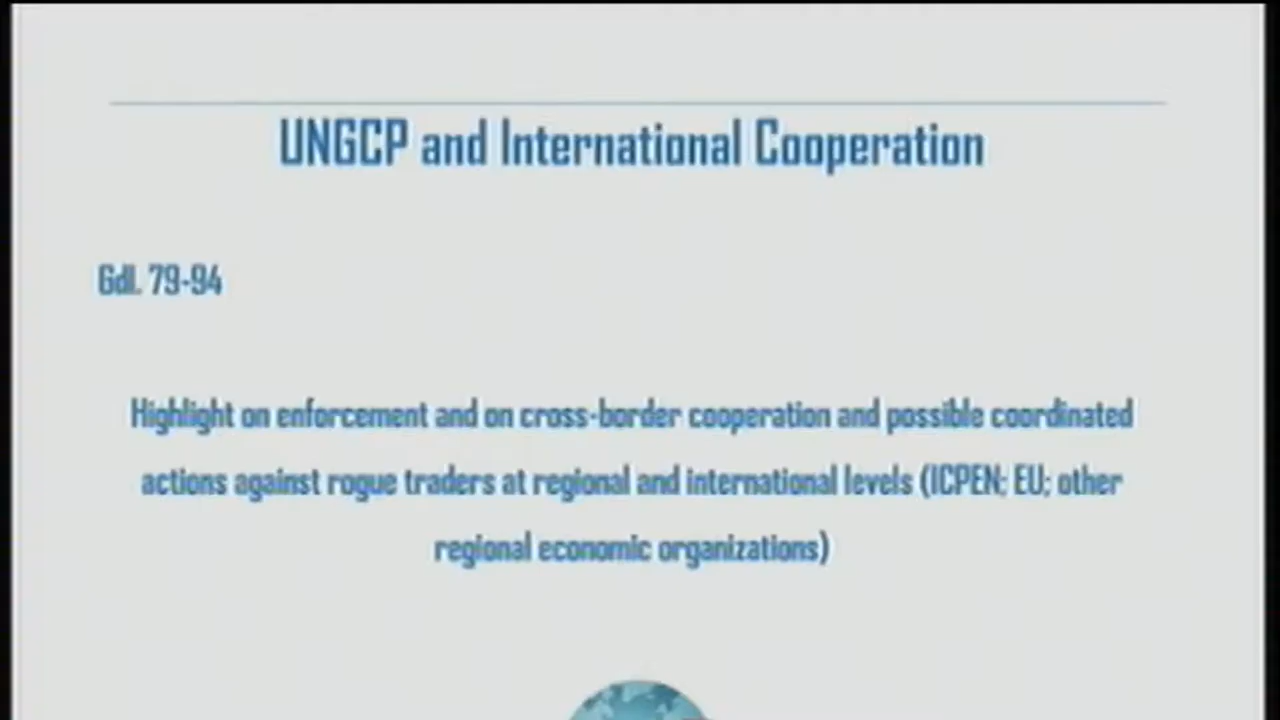 UNGCP and International Cooperation
Gdl. 79-94
Highlight on enforcement and on cross-border cooperation and possible coordinated
actions against rogue traders at regional and international levels (ICPEN; EU; other
regional economic organizations)